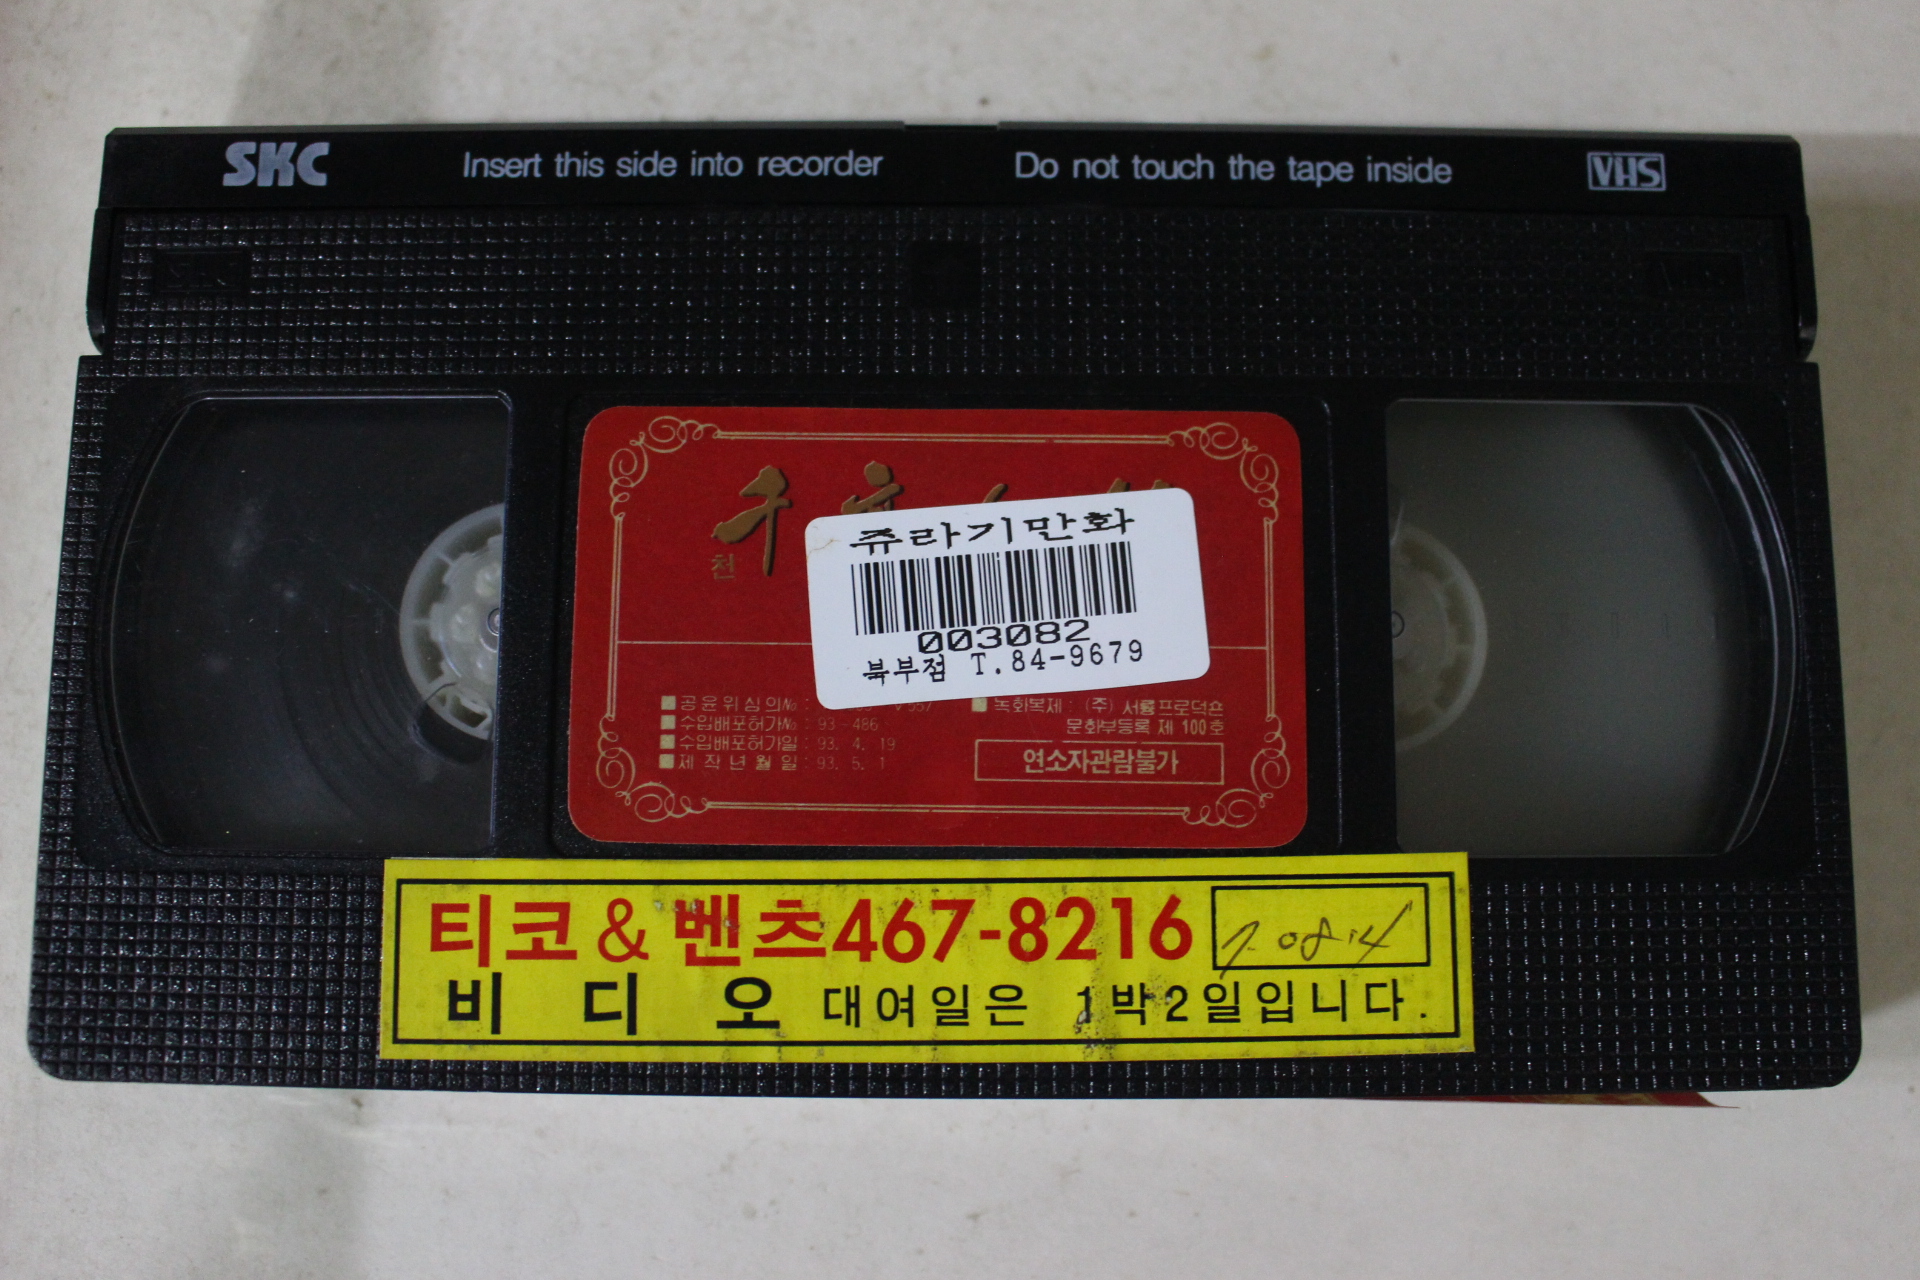 SKC Insert this side into recorder Do not touch the tape inside VHS
천
쥬라기만화
003082
북부점 T.84-9679
공윤위심의№ :
수입배포허가№ : 93-486
수입배포허가일 : 93. 4. 19
제작년월일 : 93. 5. 1
녹화복제 : (주) 서륭프로덕숀
문화부등록 제 100호
연소자관람불가
티코&벤츠467-8216
비디오 대여일은 1박2일입니다.